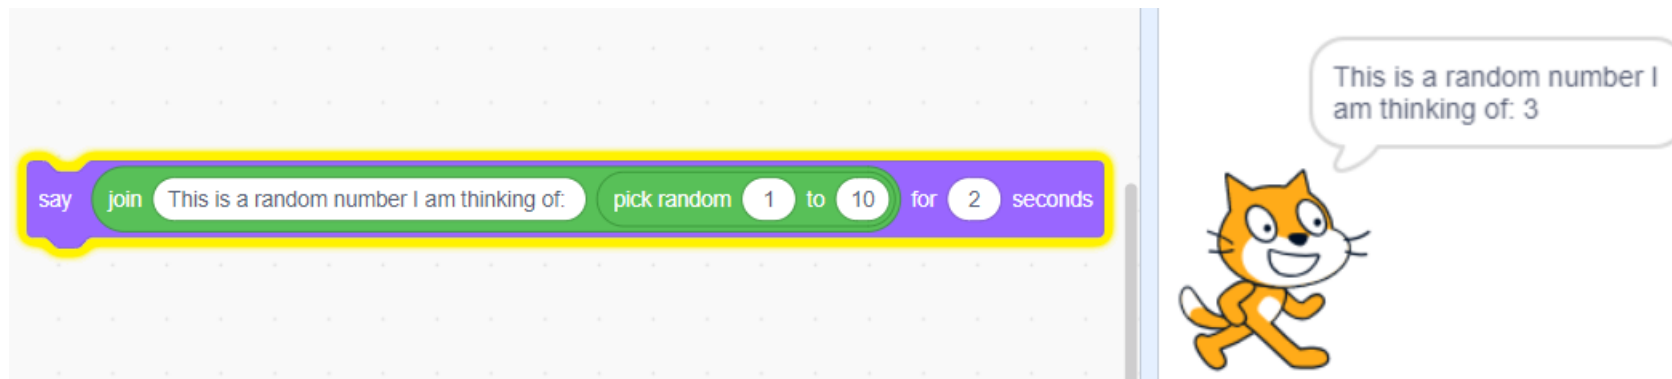 This is a random number I
am thinking of: 3
say join This is a random number I am thinking of: pick random 1 to 10 for 2 seconds